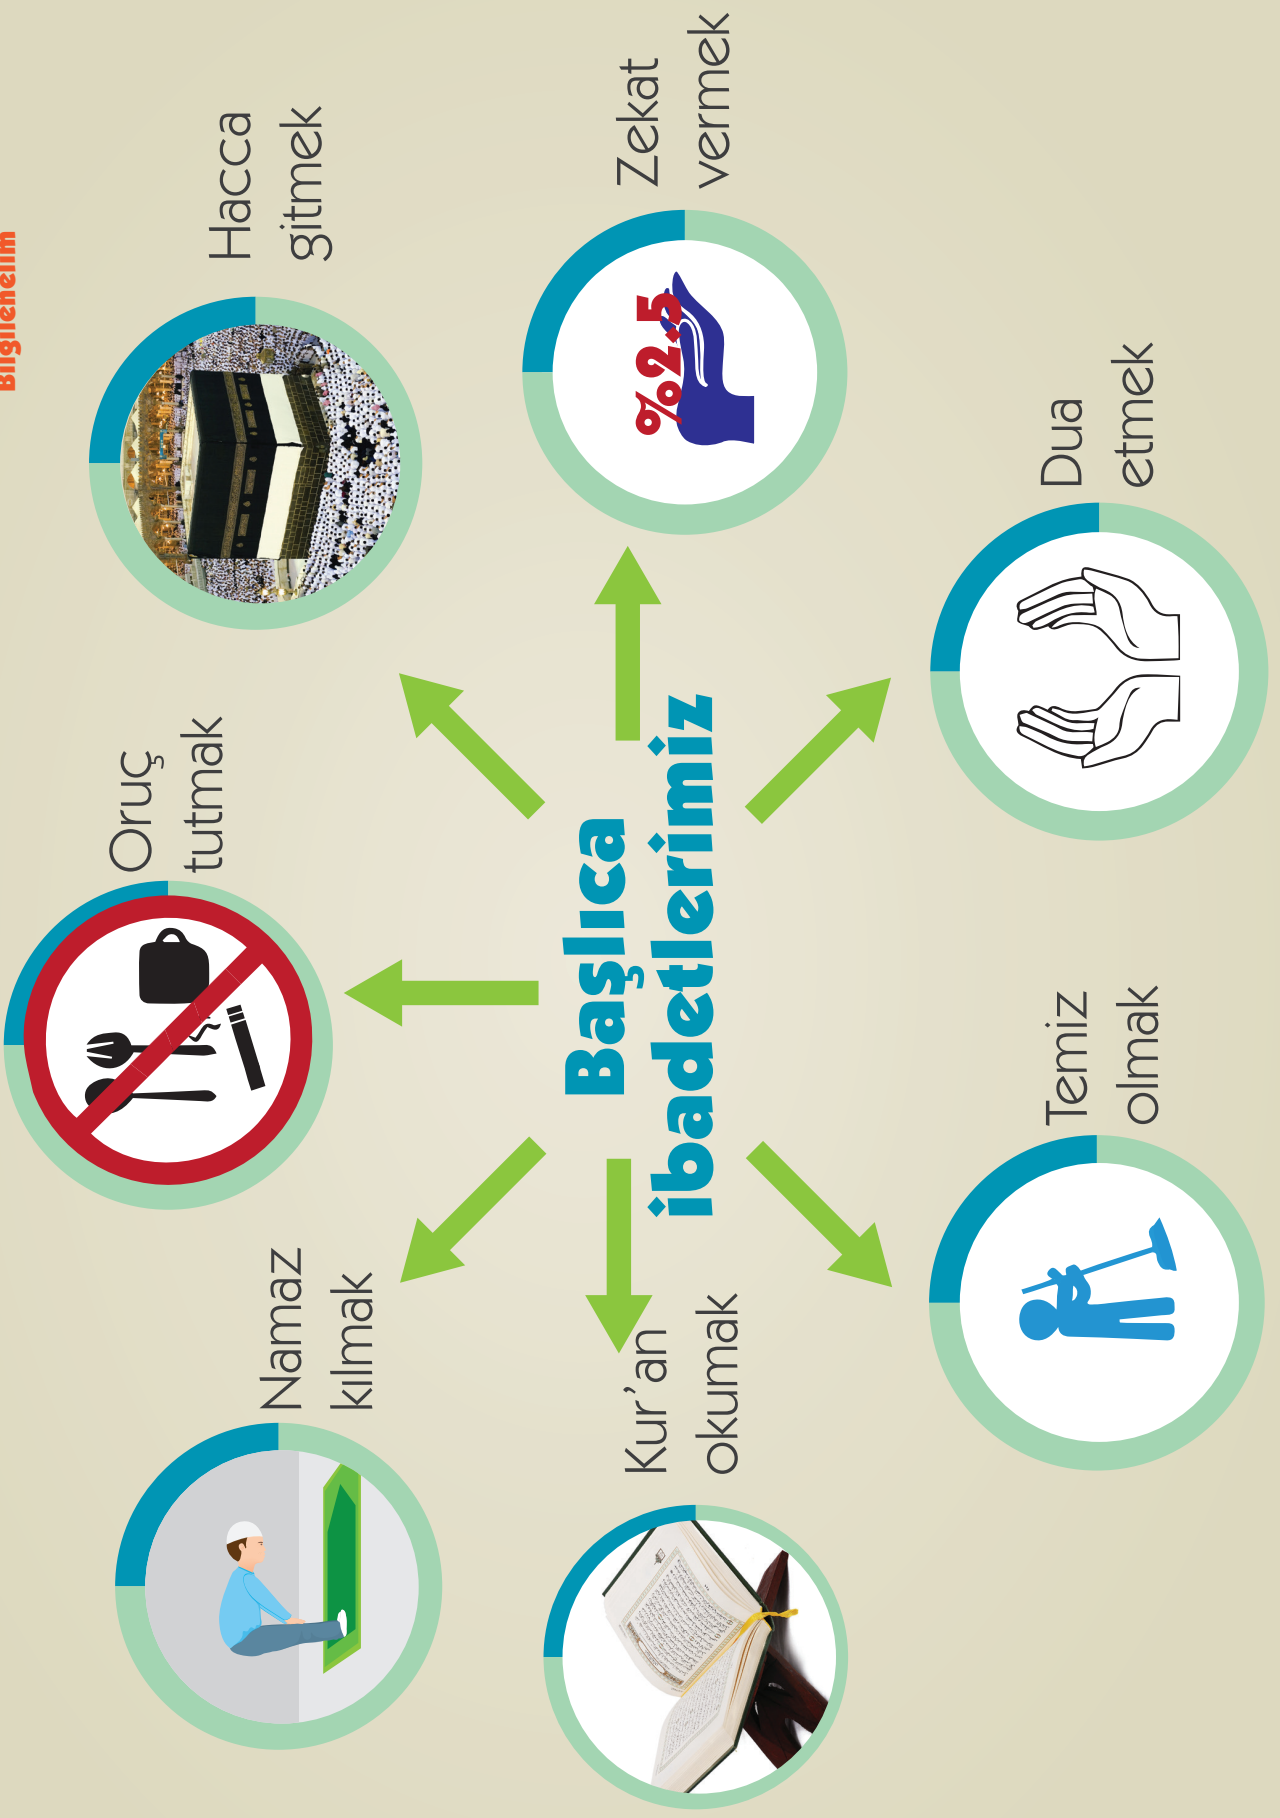 Bilgilenelim
Namaz
kılmak
Oruç
tutmak
Hacca
gitmek
Kur’an
okumak
Başlıca
ibadetlerimiz
%2.5
Zekat
vermek
Temiz
olmak
Dua
etmek